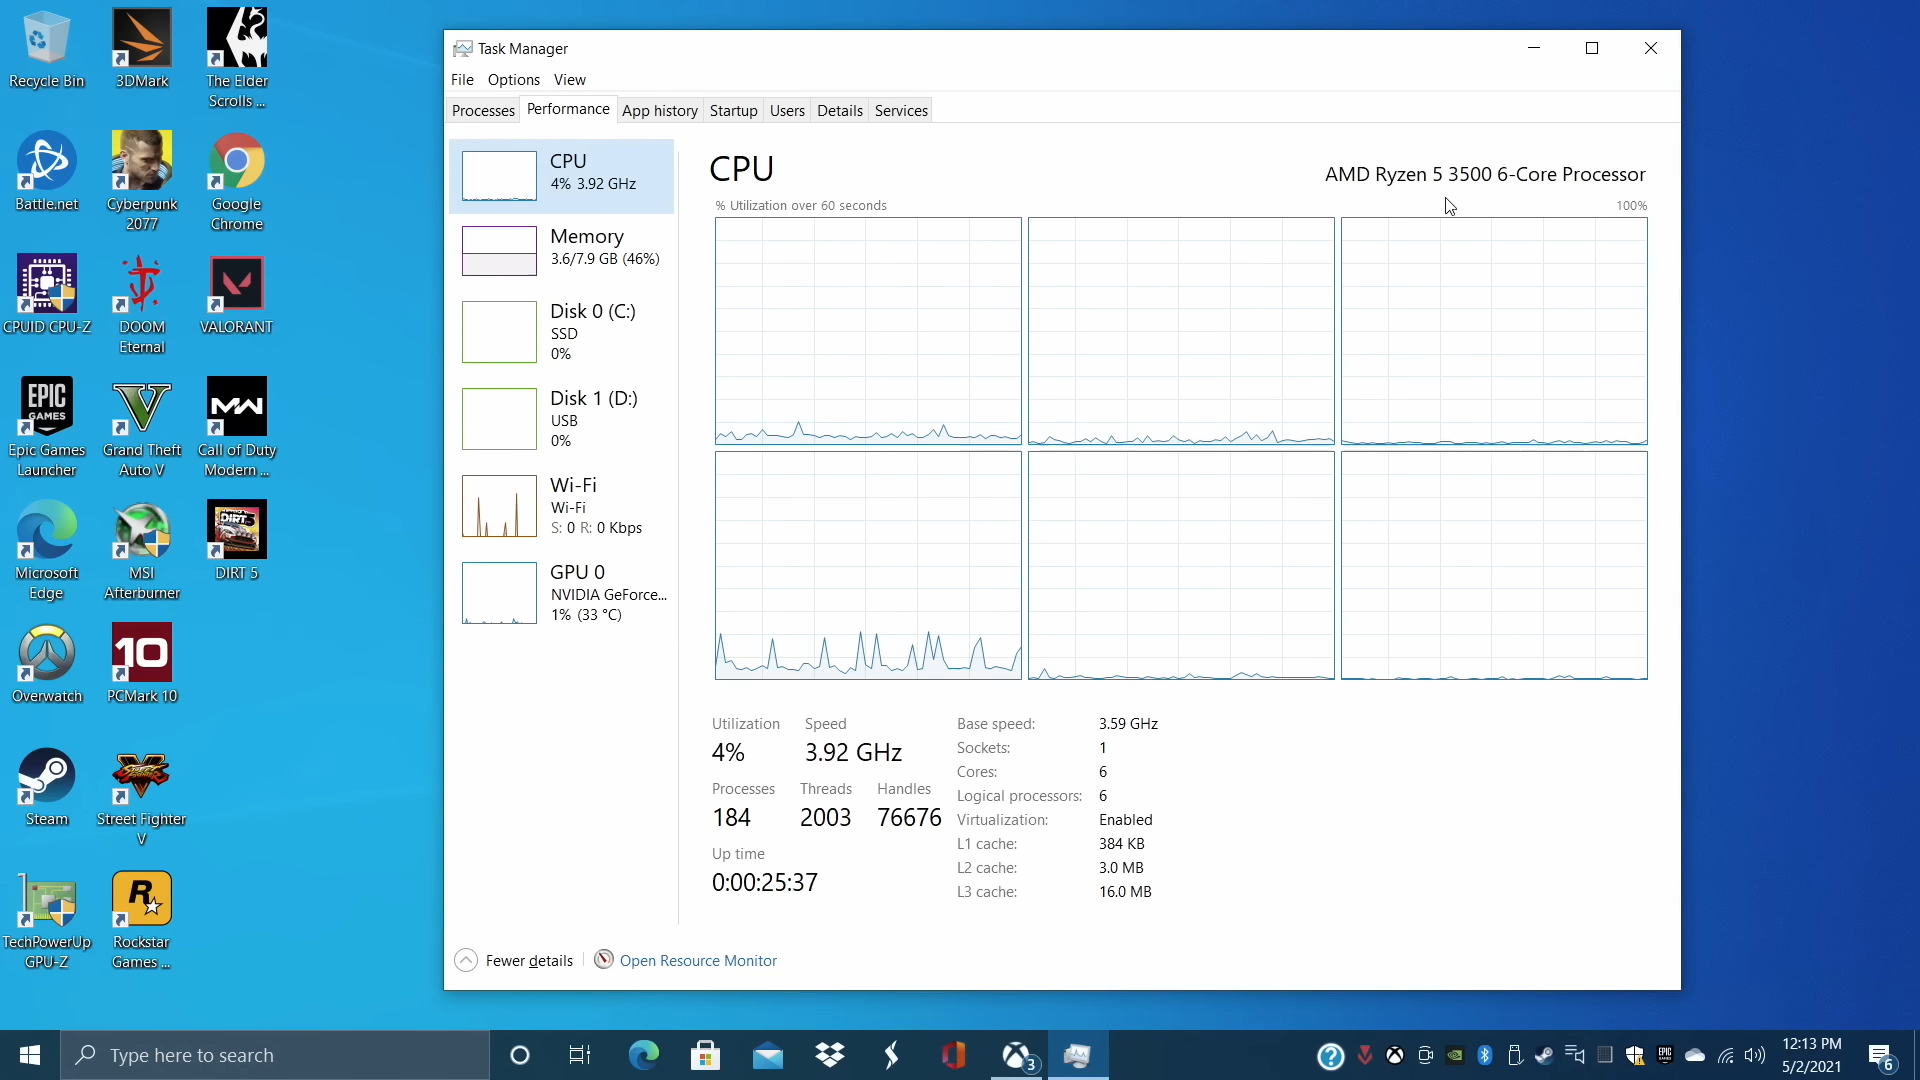 Recycle Bin
3DMark
The Elder
Scrolls ...
Battle.net
Cyberpunk
2077
Google
Chrome
CPUID CPU-Z
DOOM
Eternal
VALORANT
EPIC
GAMES
Epic Games
Launcher
V
Grand Theft
Auto V
MW
Call of Duty
Modern ...
Microsoft
Edge
MSI
Afterburner
DIRT5
DIRT 5
Overwatch
10
PCMark 10
Steam
Street Fighter
V
TechPowerUp
GPU-Z
R
Rockstar
Games ...
Task Manager
File Options View
Processes Performance App history Startup Users Details Services
CPU
4% 3.92 GHz
Memory
3.6/7.9 GB (46%)
Disk 0 (C:)
SSD
0%
Disk 1 (D:)
USB
0%
Wi-Fi
Wi-Fi
S: 0 R: 0 Kbps
GPU 0
NVIDIA GeForce...
1% (33 °C)
CPU
AMD Ryzen 5 3500 6-Core Processor
% Utilization over 60 seconds
100%
Utilization Speed
4% 3.92 GHz
Processes Threads Handles
184 2003 76676
Up time
0:00:25:37
Base speed: 3.59 GHz
Sockets: 1
Cores: 6
Logical processors: 6
Virtualization: Enabled
L1 cache: 384 KB
L2 cache: 3.0 MB
L3 cache: 16.0 MB
Fewer details
Open Resource Monitor
Type here to search
3
EPIC
12:13 PM
5/2/2021
6